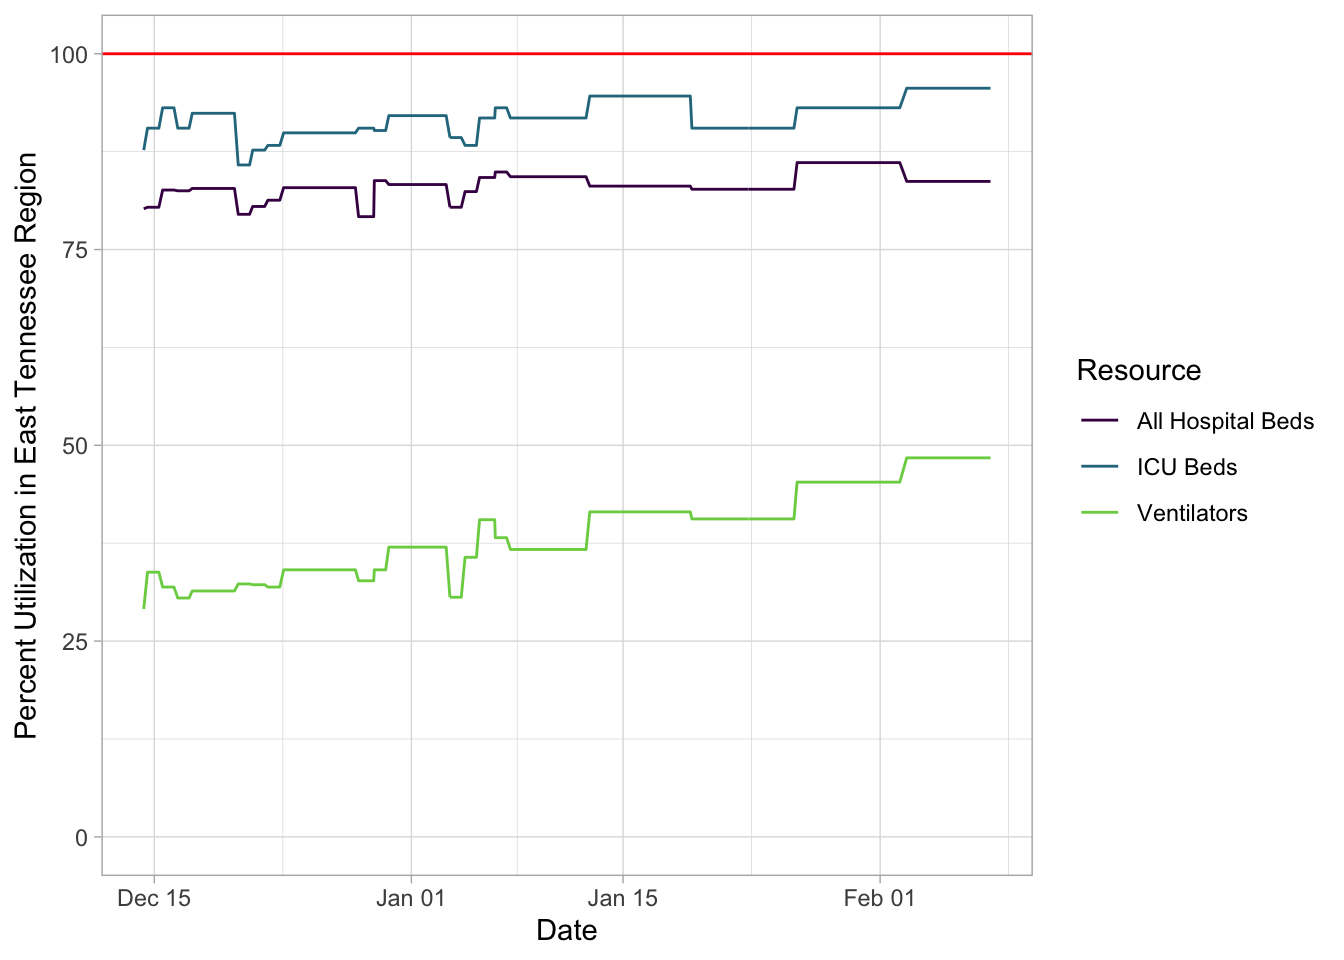 Percent Utilization in East Tennessee Region
100
75
50
25
0
Dec 15
Jan 01
Jan 15
Feb 01
Date
Resource
All Hospital Beds
ICU Beds
Ventilators